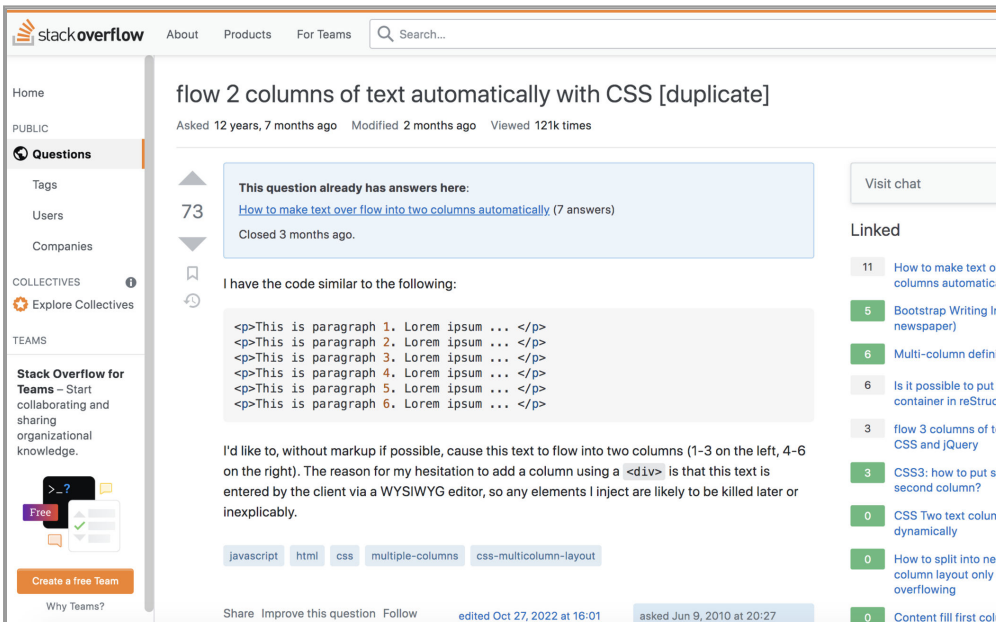 stack overflow
About Products For Teams
Search...
Home
PUBLIC
Questions
Tags
Users
Companies
COLLECTIVES
Explore Collectives
TEAMS
Stack Overflow for
Teams – Start
collaborating and
sharing
organizational
knowledge.
>_?
Free
Create a free Team
Why Teams?
flow 2 columns of text automatically with CSS [duplicate]
Asked 12 years, 7 months ago Modified 2 months ago Viewed 121k times
73
This question already has answers here:
How to make text over flow into two columns automatically (7 answers)
Closed 3 months ago.
I have the code similar to the following:
<p>This is paragraph 1. Lorem ipsum ... </p>
<p>This is paragraph 2. Lorem ipsum ... </p>
<p>This is paragraph 3. Lorem ipsum ... </p>
<p>This is paragraph 4. Lorem ipsum ... </p>
<p>This is paragraph 5. Lorem ipsum ... </p>
<p>This is paragraph 6. Lorem ipsum ... </p>
I'd like to, without markup if possible, cause this text to flow into two columns (1-3 on the left, 4-6
on the right). The reason for my hesitation to add a column using a <div> is that this text is
entered by the client via a WYSIWYG editor, so any elements I inject are likely to be killed later or
inexplicably.
javascript html css multiple-columns css-multicolumn-layout
Share Improve this question Follow
edited Oct 27, 2022 at 16:01
asked Jun 9, 2010 at 20:27
Visit chat
Linked
11 How to make text
columns
5 Bootstrap Writing
newspaper)
6 Multi-column
6 Is it possible to put
container in
3 flow 3 columns of
CSS and jQuery
3 CSS3: how to put
second column?
0 CSS Two text
dynamically
0 How to split into
column layout only
overflowing
0 Content fill first